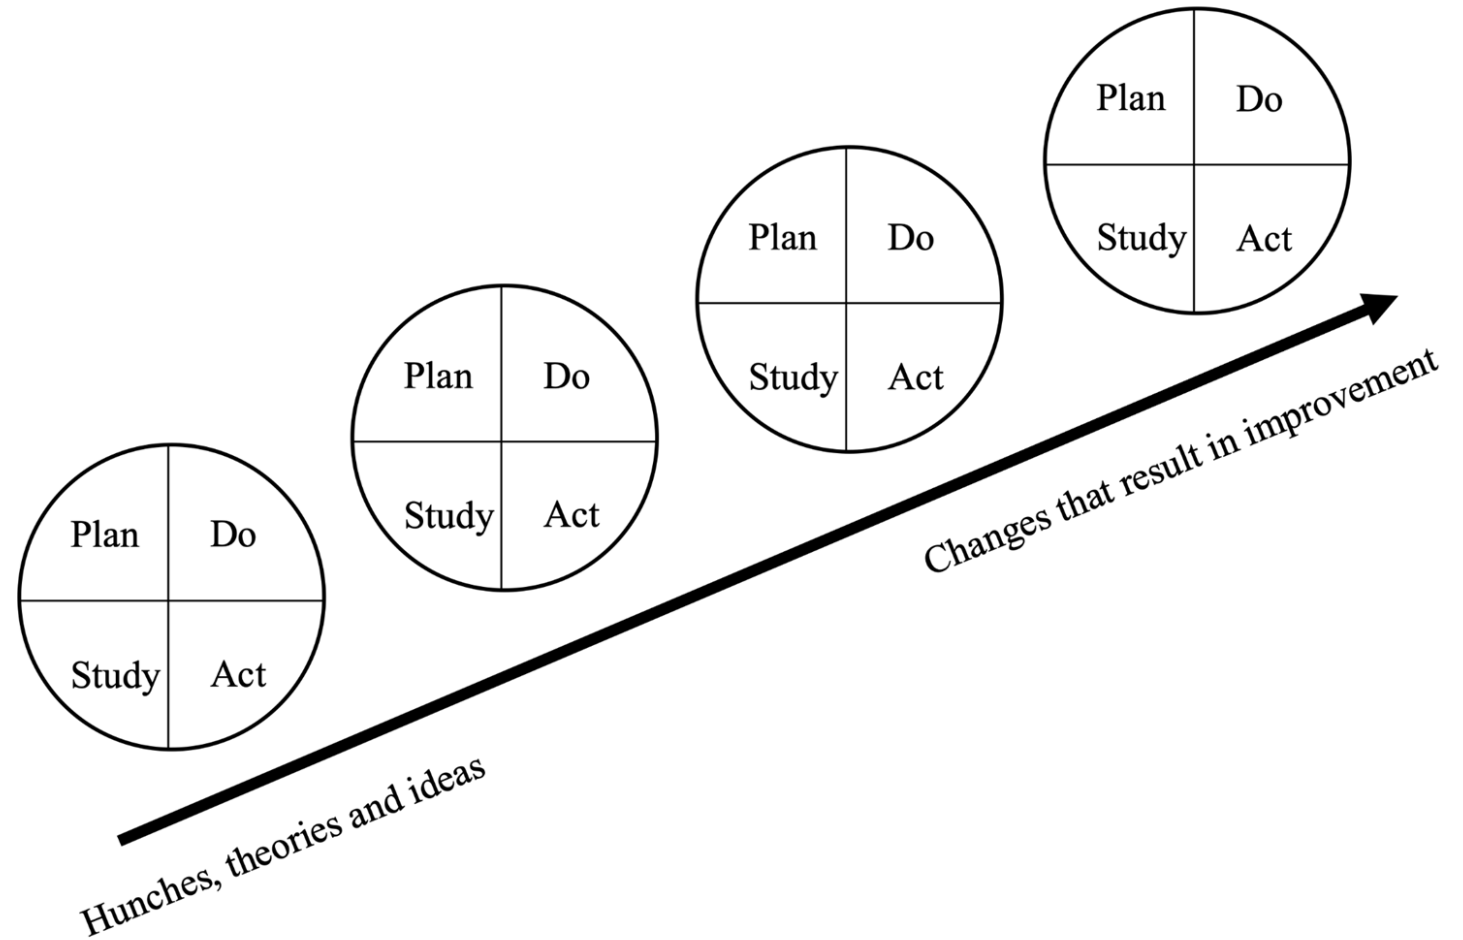 Plan Do
Study Act
Plan Do
Study Act
Plan Do
Study Act
Plan Do
Study Act
Hunches, theories and ideas
Changes that result in improvement